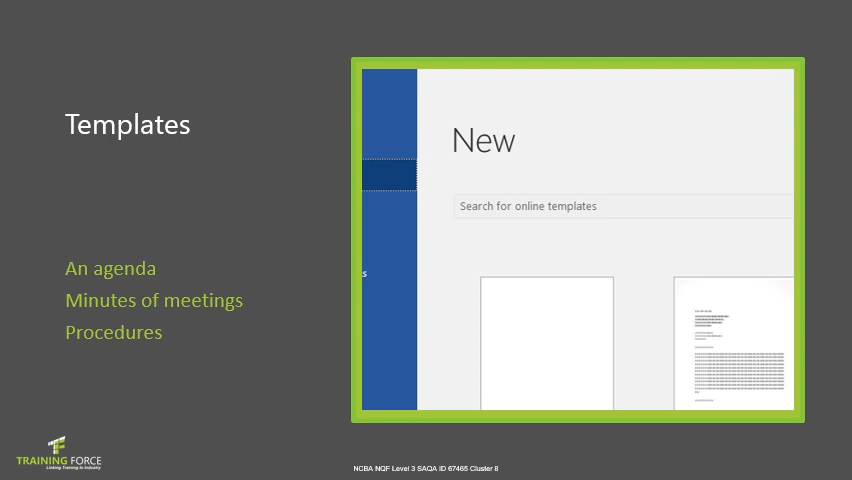 Templates
An agenda
Minutes of meetings
Procedures
New
Search for online templates
s
TRAINING FORCE
Linking Training to Industry
NCBA NQF Level 3 SAQA ID 67465 Cluster 8